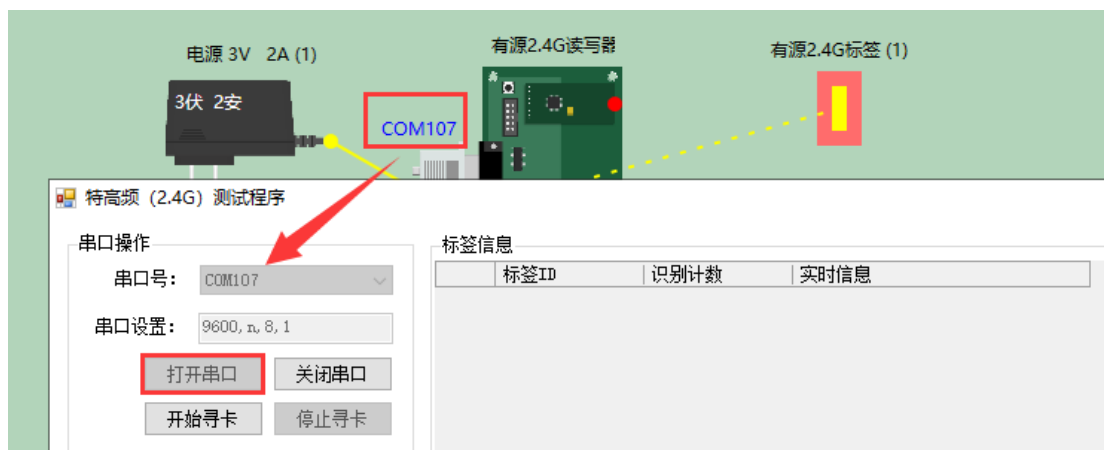 电源 3V 2A (1)
有源2.4G读写器
有源2.4G标签 (1)
3伏 2安
COM107
特高频 (2.4G) 测试程序
串口操作
标签信息
串口号： COM107
标签ID 识别计数 实时信息
串口设置： 9600, n, 8, 1
打开串口 关闭串口
开始寻卡 停止寻卡